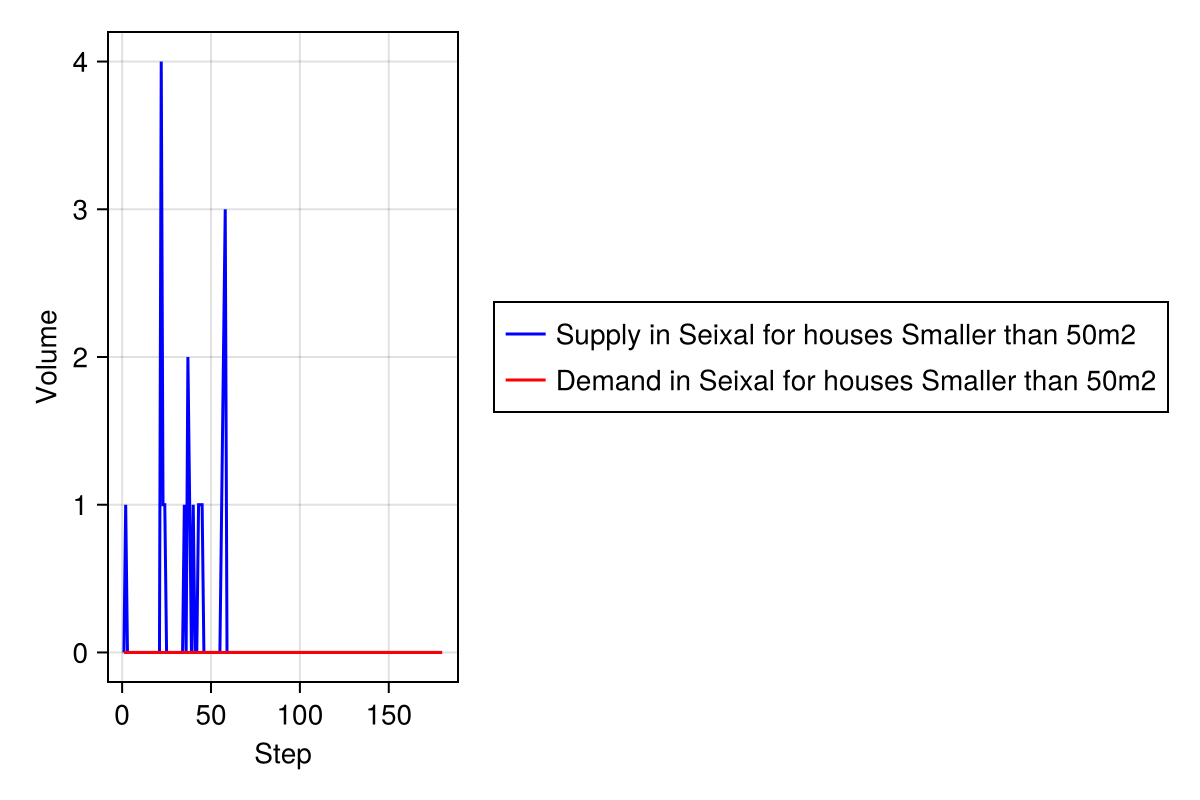 4
3
2
1
0
Volume
0 50 100 150
Step
Supply in Seixal for houses Smaller than 50m2
Demand in Seixal for houses Smaller than 50m2